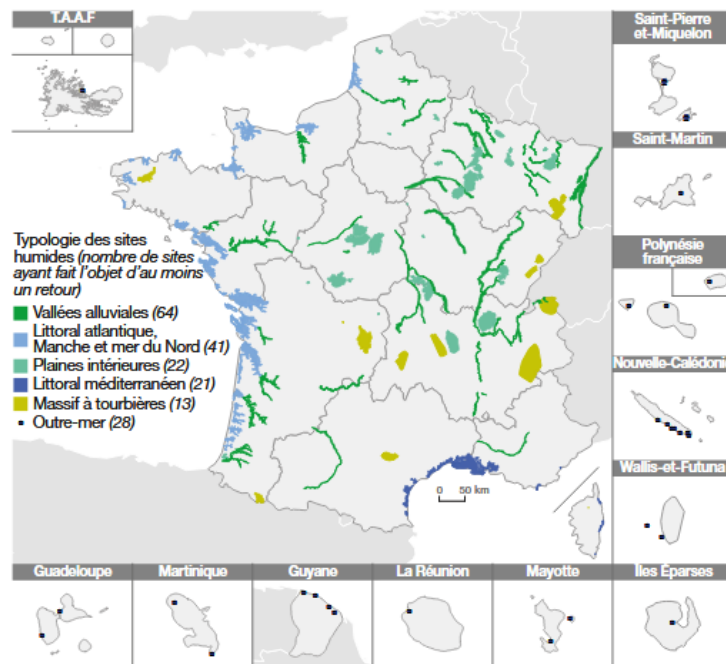 T.A.A.F
Saint-Pierre
et-Miquelon
Saint-Martin
Typologie des sites
humides (nombre de sites
ayant fait l'objet d'au moins
un retour)
Vallées alluviales (64)
Littoral atlantique,
Manche et mer du Nord (41)
Plaines intérieures (22)
Littoral méditerranéen (21)
Massif à tourbières (13)
Outre-mer (28)
Polynésie
française
Nouvelle-Calédonie
Wallis-et-Futuna
0 50 km
Guadeloupe
Martinique
Guyane
La Réunion
Mayotte
Îles Éparses